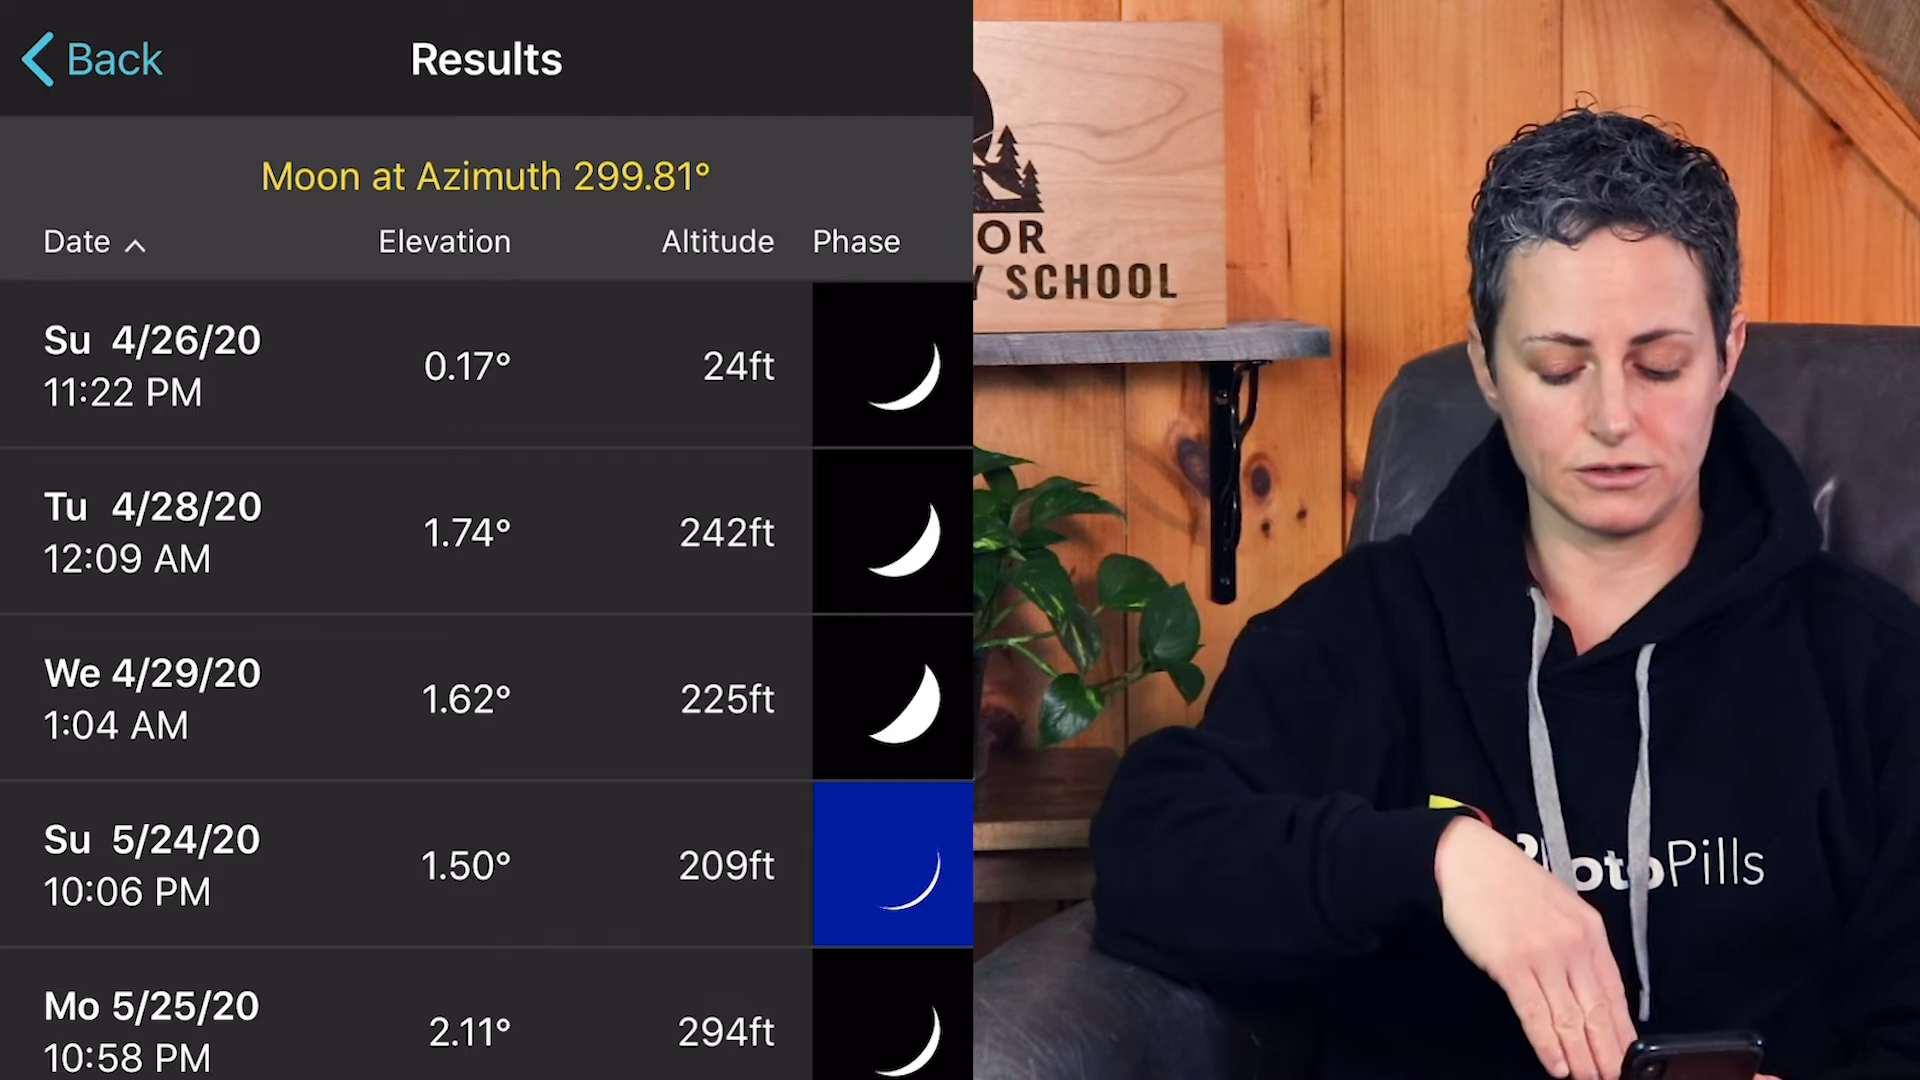 Back
Results
Moon at Azimuth 299.81°
Date Elevation Altitude Phase
Su 4/26/20
11:22 PM
0.17°
24ft
Tu 4/28/20
12:09 AM
1.74°
242ft
We 4/29/20
1:04 AM
1.62°
225ft
Su 5/24/20
10:06 PM
1.50°
209ft
Mo 5/25/20
10:58 PM
2.11°
294ft
OR
Y SCHOOL
PhotoPills